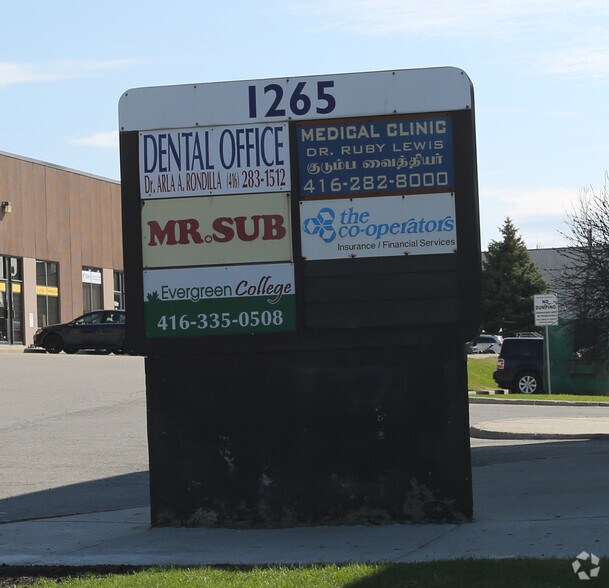 1265
DENTAL OFFICE
Dr. ARLA A. RONDILLA (416) 283-1512
MEDICAL CLINIC
DR. RUBY LEWIS
குடும்ப வைத்தியர்
416-282-8000
MR.SUB
the
co-operators
Insurance / Financial Services
Evergreen College
416-335-0508
NO
DUMPING